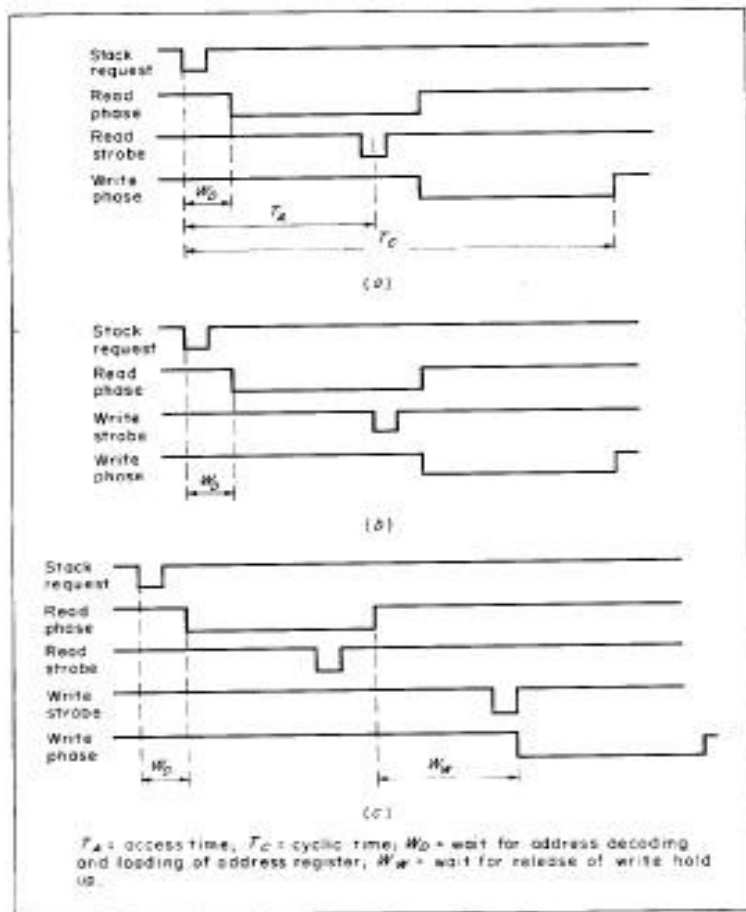 Stack
request
Read
phase
Read
strobe
Write
phase
W_D
T_A
T_C
(a)
Stack
request
Read
phase
Write
strobe
Write
phase
W_D
(b)
Stack
request
Read
phase
Read
strobe
Write
strobe
Write
phase
W_D
W_W
(c)
T_A = access time, T_C = cyclic time, W_D = wait for address decoding
and loading of address register, W_W = wait for release of write hold
up.